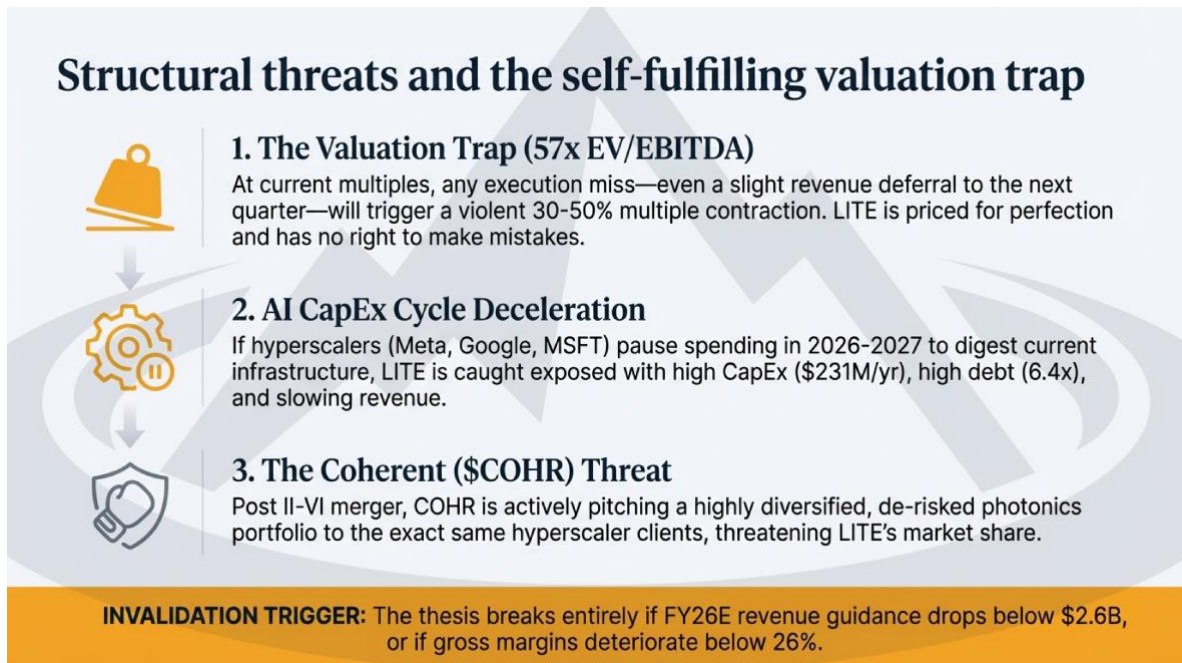 Structural threats and the self-fulfilling valuation trap
1. The Valuation Trap (57x EV/EBITDA)
At current multiples, any execution miss—even a slight revenue deferral to the next
quarter—will trigger a violent 30-50% multiple contraction. LITE is priced for perfection
and has no right to make mistakes.
2. AI CapEx Cycle Deceleration
If hyperscalers (Meta, Google, MSFT) pause spending in 2026-2027 to digest current
infrastructure, LITE is caught exposed with high CapEx ($231M/yr), high debt (6.4x),
and slowing revenue.
3. The Coherent ($COHR) Threat
Post II-VI merger, COHR is actively pitching a highly diversified, de-risked photonics
portfolio to the exact same hyperscaler clients, threatening LITE’s market share.
INVALIDATION TRIGGER: The thesis breaks entirely if FY26E revenue guidance drops below $2.6B,
or if gross margins deteriorate below 26%.